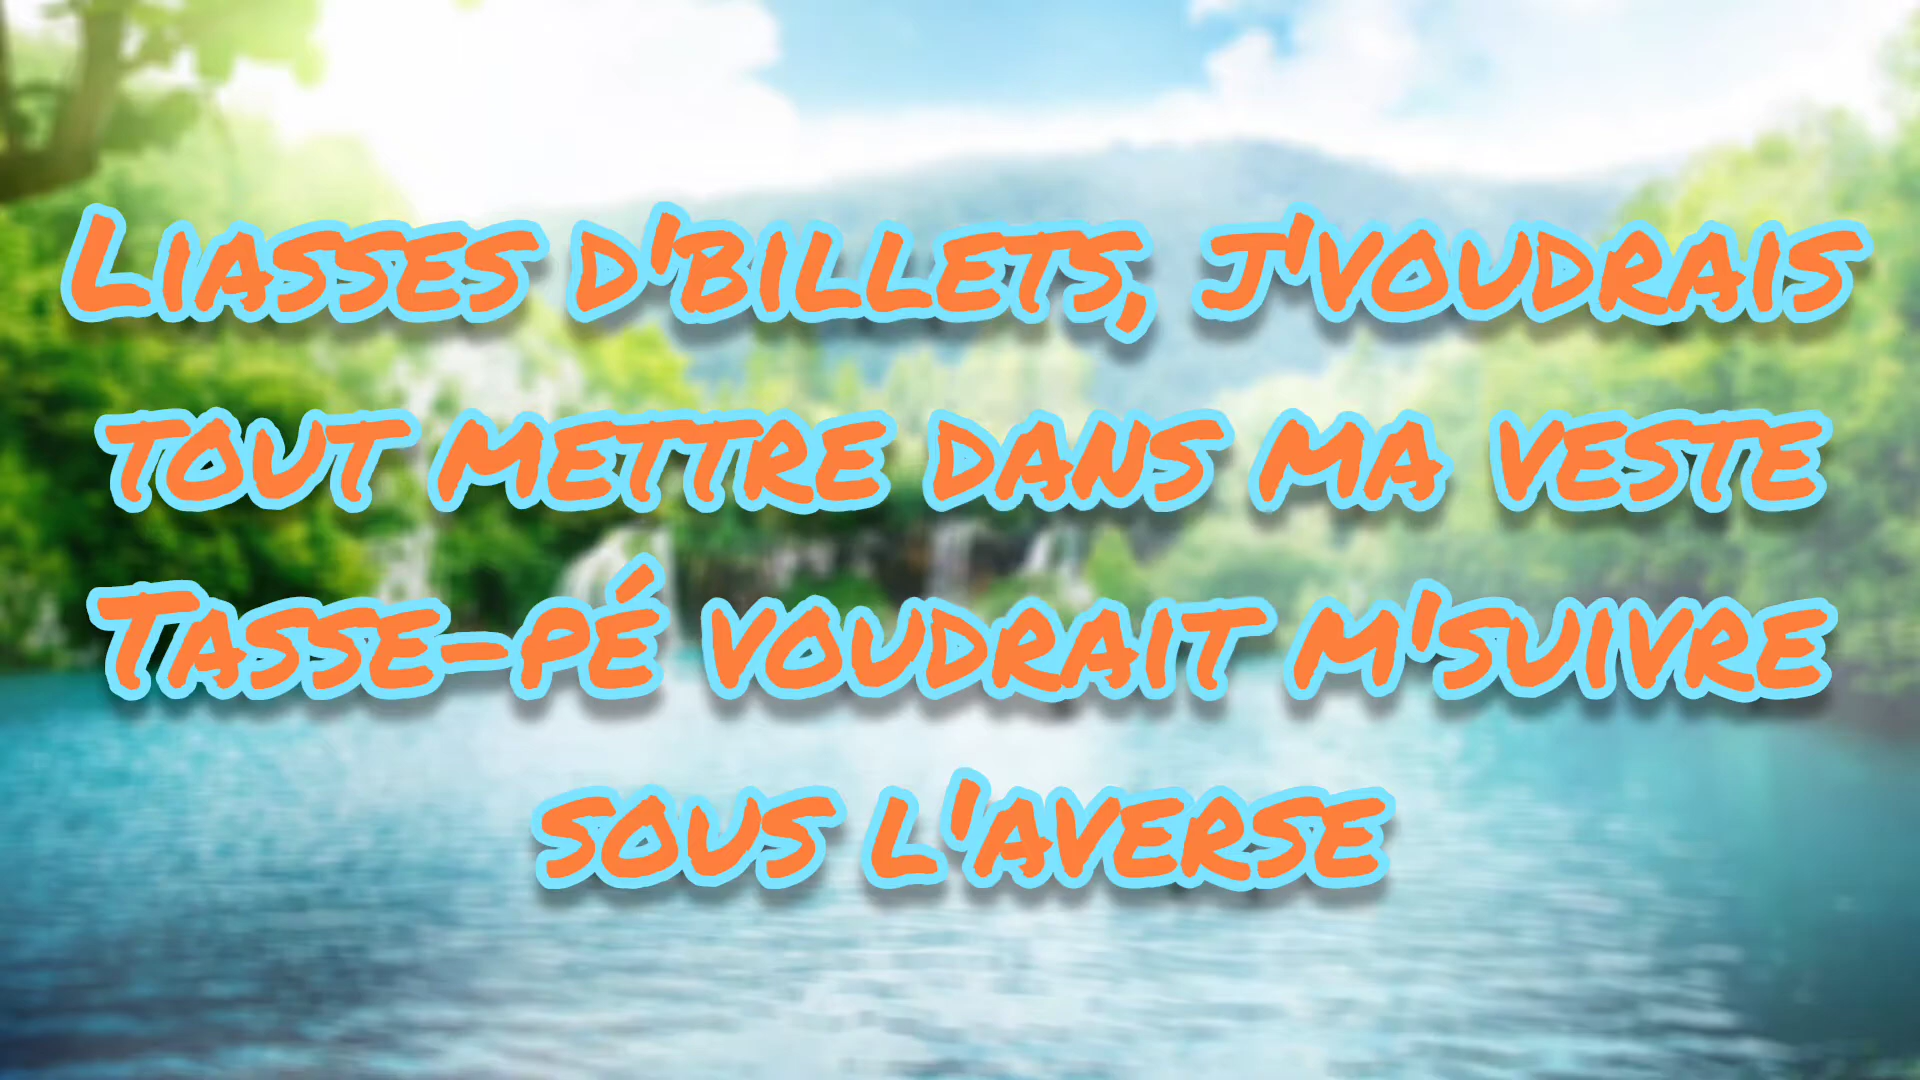 Liasses d'billets, j'voudrais
tout mettre dans ma veste
Tasse-pé voudrait m'suivre
sous l'averse